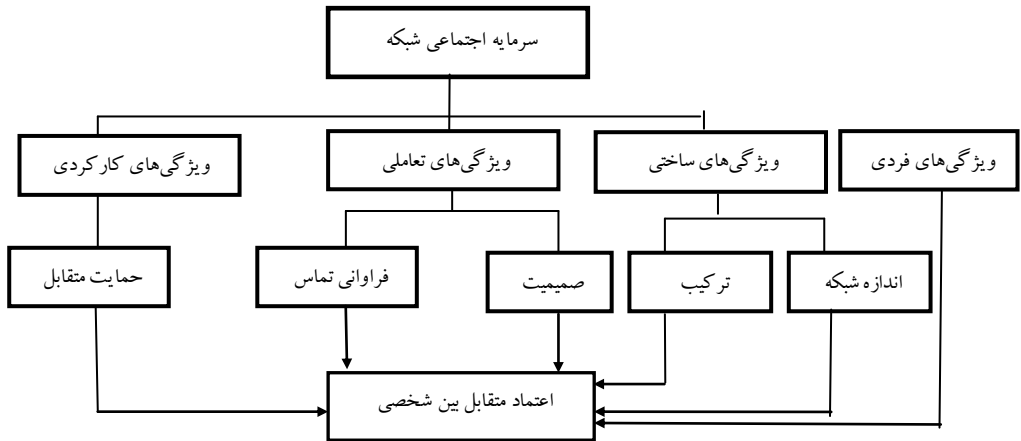 سرمایه اجتماعی شبکه
ویژگی‌های فردی
ویژگی‌های ساختی
ویژگی‌های تعاملی
ویژگی‌های کارکردی
اندازه شبکه
ترکیب
صمیمیت
فراوانی تماس
حمایت متقابل
اعتماد متقابل بین شخصی